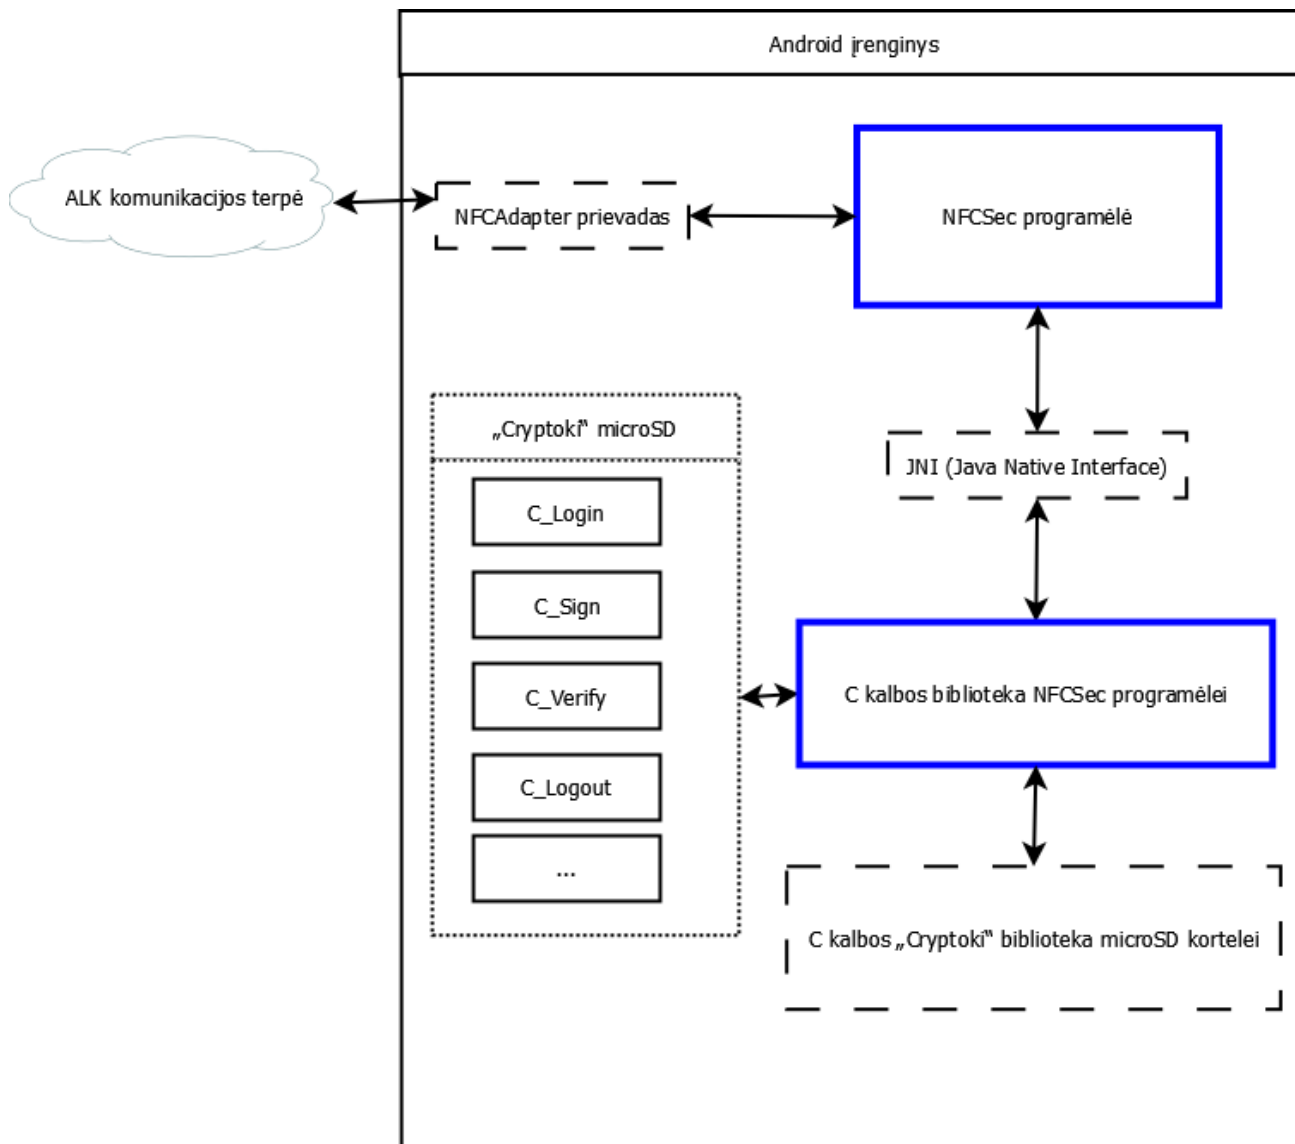 Android įrenginys
ALK komunikacijos terpė
NFCAdapter prievadas
NFCSec programėlė
„Cryptoki“ microSD
JNI (Java Native Interface)
C_Login
C_Sign
C_Verify
C kalbos biblioteka NFCSec programėlei
C_Logout
...
C kalbos „Cryptoki“ biblioteka microSD kortelei